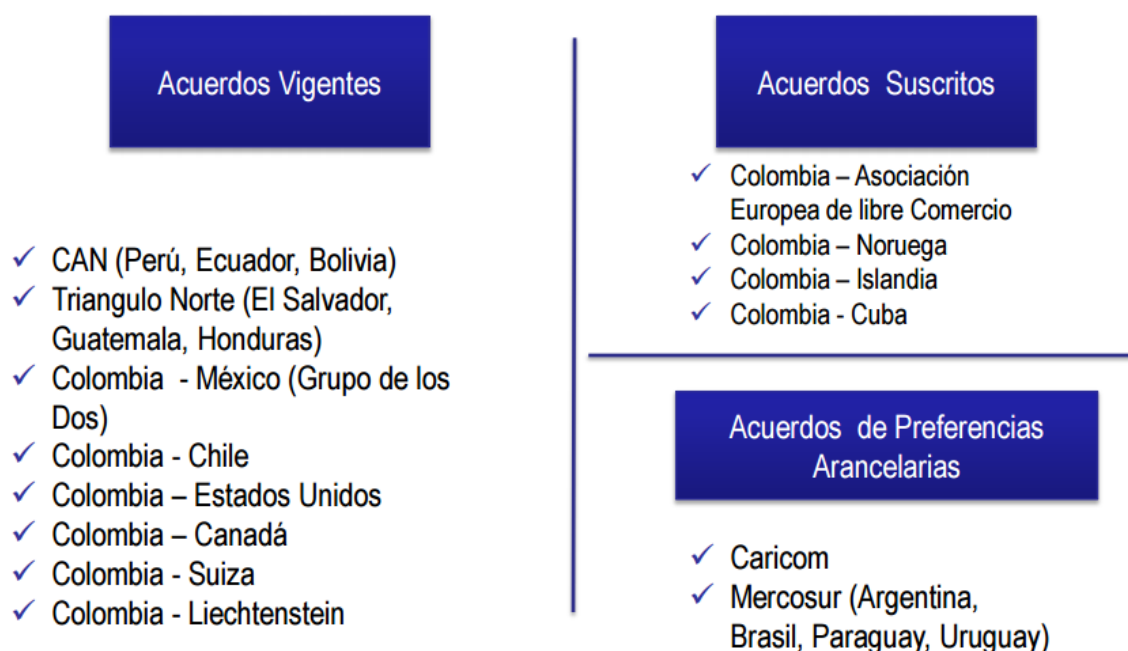 Acuerdos Vigentes
✓ CAN (Perú, Ecuador, Bolivia)
✓ Triangulo Norte (El Salvador,
Guatemala, Honduras)
✓ Colombia - México (Grupo de los
Dos)
✓ Colombia - Chile
✓ Colombia – Estados Unidos
✓ Colombia – Canadá
✓ Colombia - Suiza
✓ Colombia - Liechtenstein
Acuerdos Suscritos
✓ Colombia – Asociación
Europea de libre Comercio
✓ Colombia – Noruega
✓ Colombia – Islandia
✓ Colombia - Cuba
Acuerdos de Preferencias
Arancelarias
✓ Caricom
✓ Mercosur (Argentina,
Brasil, Paraguay, Uruguay)